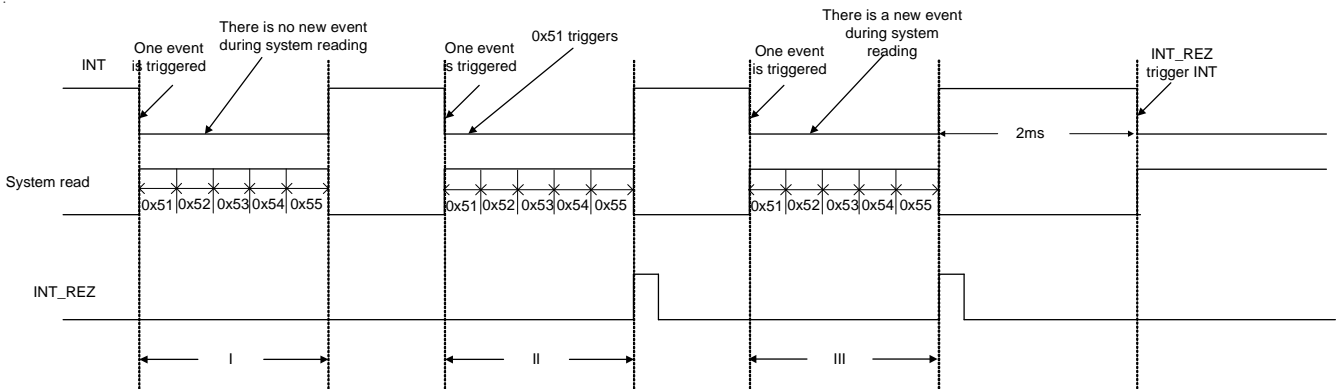 There is no new event
during system reading
One event
is triggered
INT
One event
is triggered
0x51 triggers
There is a new event
during system
reading
One event
is triggered
INT_REZ
trigger INT
2ms
System read
0x51 0x52 0x53 0x54 0x55
0x51 0x52 0x53 0x54 0x55
0x51 0x52 0x53 0x54 0x55
INT_REZ
I
II
III